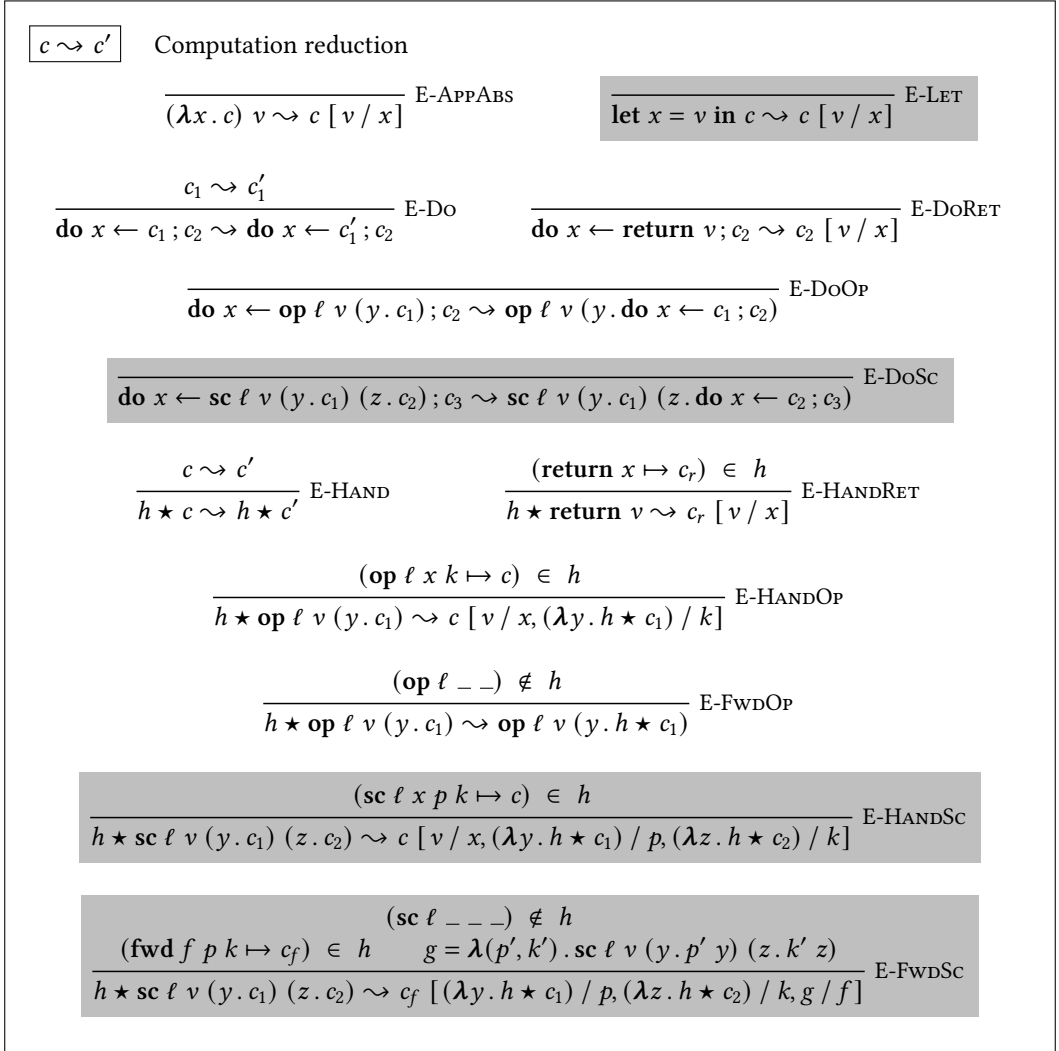 c ⇝ c′ Computation reduction
(λx . c) v ⇝ c [v / x] E-AppAbs
let x = v in c ⇝ c [v / x] E-Let
c₁ ⇝ c₁′
do x ← c₁ ; c₂ ⇝ do x ← c₁′ ; c₂ E-Do
do x ← return v ; c₂ ⇝ c₂ [v / x] E-DoRet
do x ← op ℓ v (y . c₁) ; c₂ ⇝ op ℓ v (y . do x ← c₁ ; c₂) E-DoOp
do x ← sc ℓ v (y . c₁) (z . c₂) ; c₃ ⇝ sc ℓ v (y . c₁) (z . do x ← c₂ ; c₃) E-DoSc
c ⇝ c′
h ★ c ⇝ h ★ c′ E-Hand
(return x ↦ cᵣ) ∈ h
h ★ return v ⇝ cᵣ [v / x] E-HandRet
(op ℓ x k ↦ c) ∈ h
h ★ op ℓ v (y . c₁) ⇝ c [v / x, (λy . h ★ c₁) / k] E-HandOp
(op ℓ _ _) ∉ h
h ★ op ℓ v (y . c₁) ⇝ op ℓ v (y . h ★ c₁) E-FwdOp
(sc ℓ x p k ↦ c) ∈ h
h ★ sc ℓ v (y . c₁) (z . c₂) ⇝ c [v / x, (λy . h ★ c₁) / p, (λz . h ★ c₂) / k] E-HandSc
(sc ℓ _ _ _) ∉ h
(fwd f p k ↦ c_f) ∈ h g = λ(p′, k′) . sc ℓ v (y . p′ y) (z . k′ z)
h ★ sc ℓ v (y . c₁) (z . c₂) ⇝ c_f [(λy . h ★ c₁) / p, (λz . h ★ c₂) / k, g / f] E-FwdSc